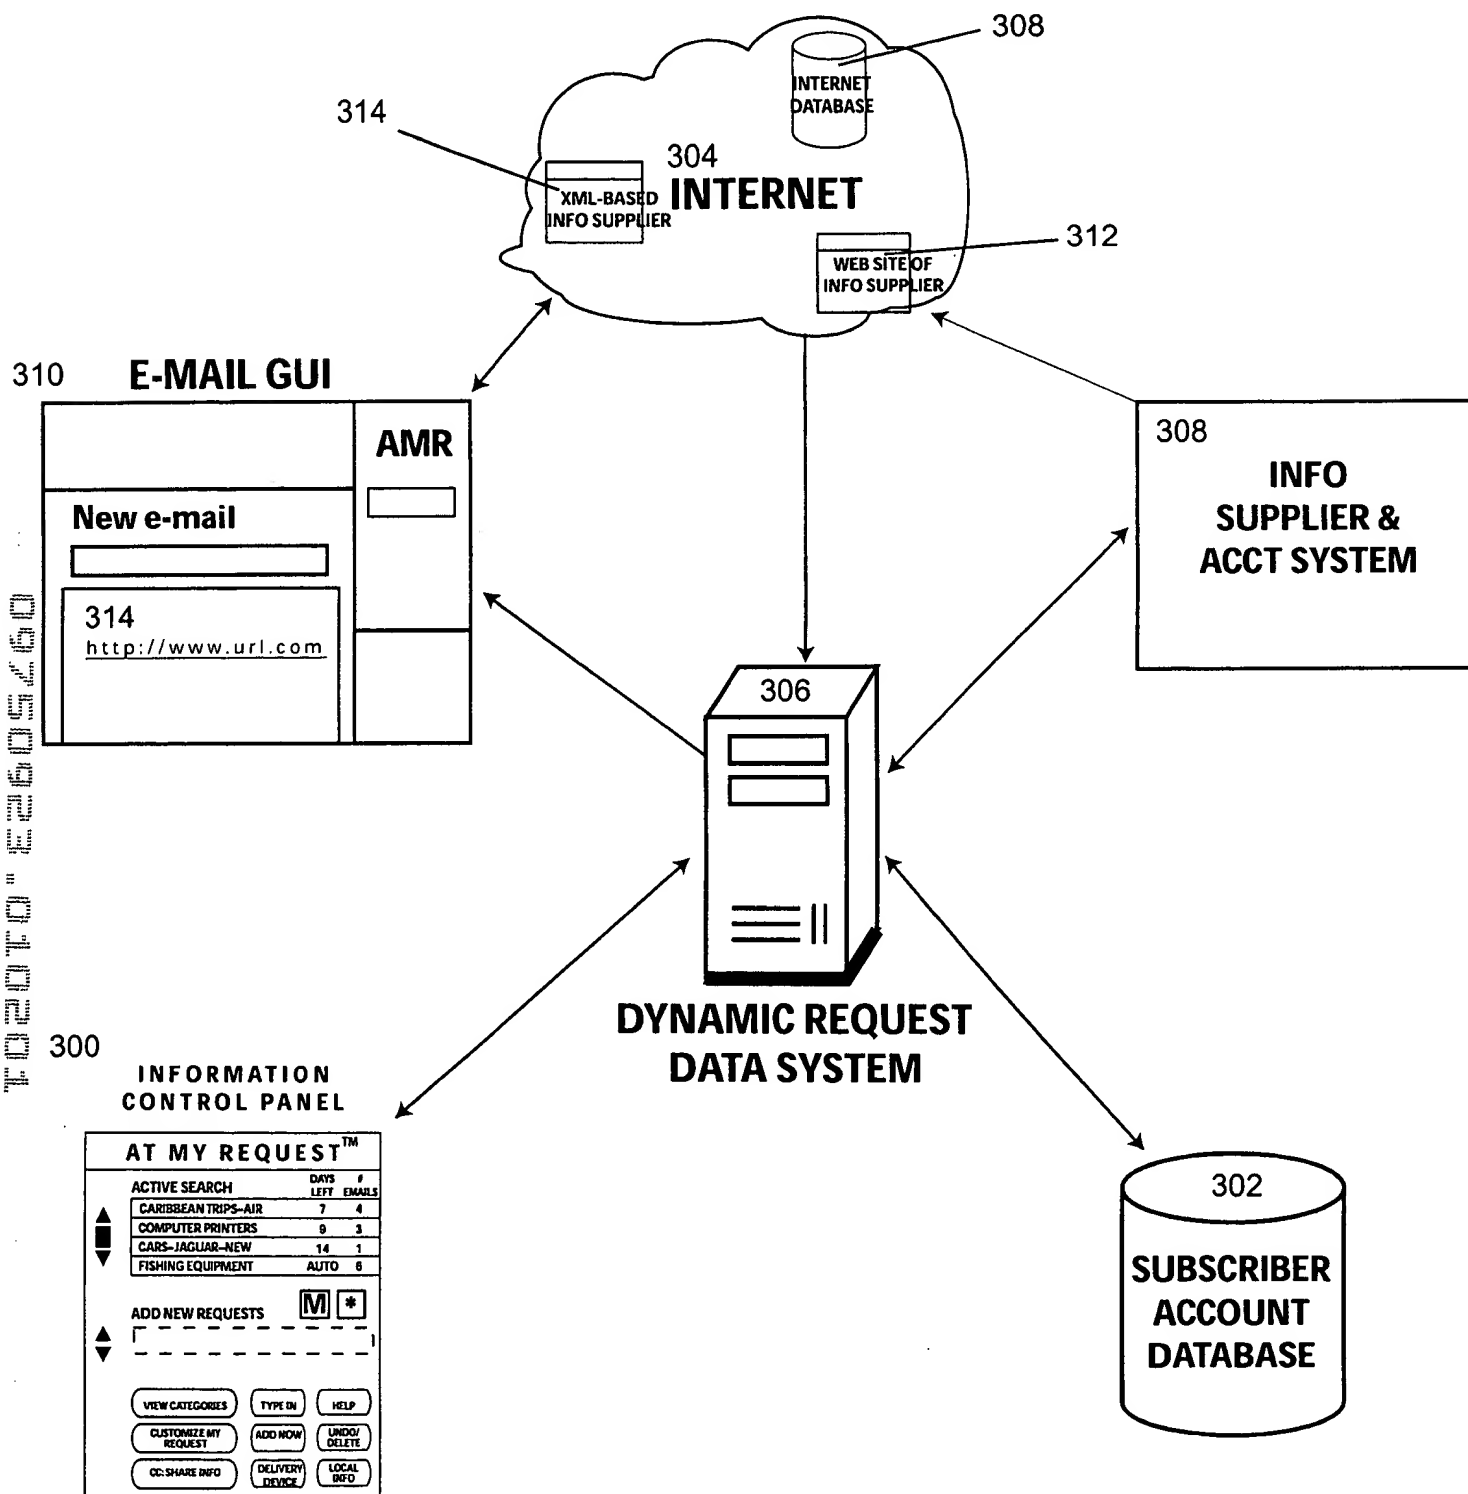 308
INTERNET
DATABASE
314
304
INTERNET
XML-BASED
INFO SUPPLIER
312
WEB SITE OF
INFO SUPPLIER
310
E-MAIL GUI
AMR
New e-mail
314
http://www.url.com
308
INFO
SUPPLIER &
ACCT SYSTEM
306
DYNAMIC REQUEST
DATA SYSTEM
09750923.010201
300
INFORMATION
CONTROL PANEL
AT MY REQUEST™
ACTIVE SEARCH DAYS LEFT # EMAILS
CARIBBEAN TRIPS-AIR 7 4
COMPUTER PRINTERS 9 3
CARS-JAGUAR-NEW 14 1
FISHING EQUIPMENT AUTO 6
ADD NEW REQUESTS M *
VIEW CATEGORIES TYPE IN HELP
CUSTOMIZE MY REQUEST ADD NOW UNDO/ DELETE
CC: SHARE INFO DELIVERY DEVICE LOCAL INFO
302
SUBSCRIBER
ACCOUNT
DATABASE